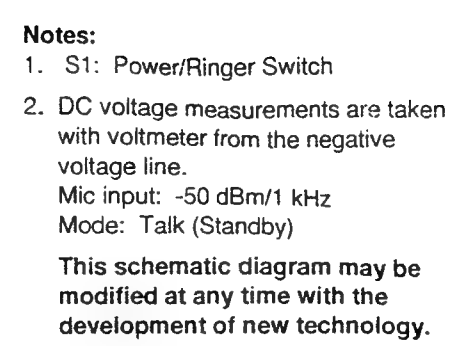 Notes:
1. S1: Power/Ringer Switch
2. DC voltage measurements are taken
with voltmeter from the negative
voltage line.
Mic input: -50 dBm/1 kHz
Mode: Talk (Standby)
This schematic diagram may be
modified at any time with the
development of new technology.